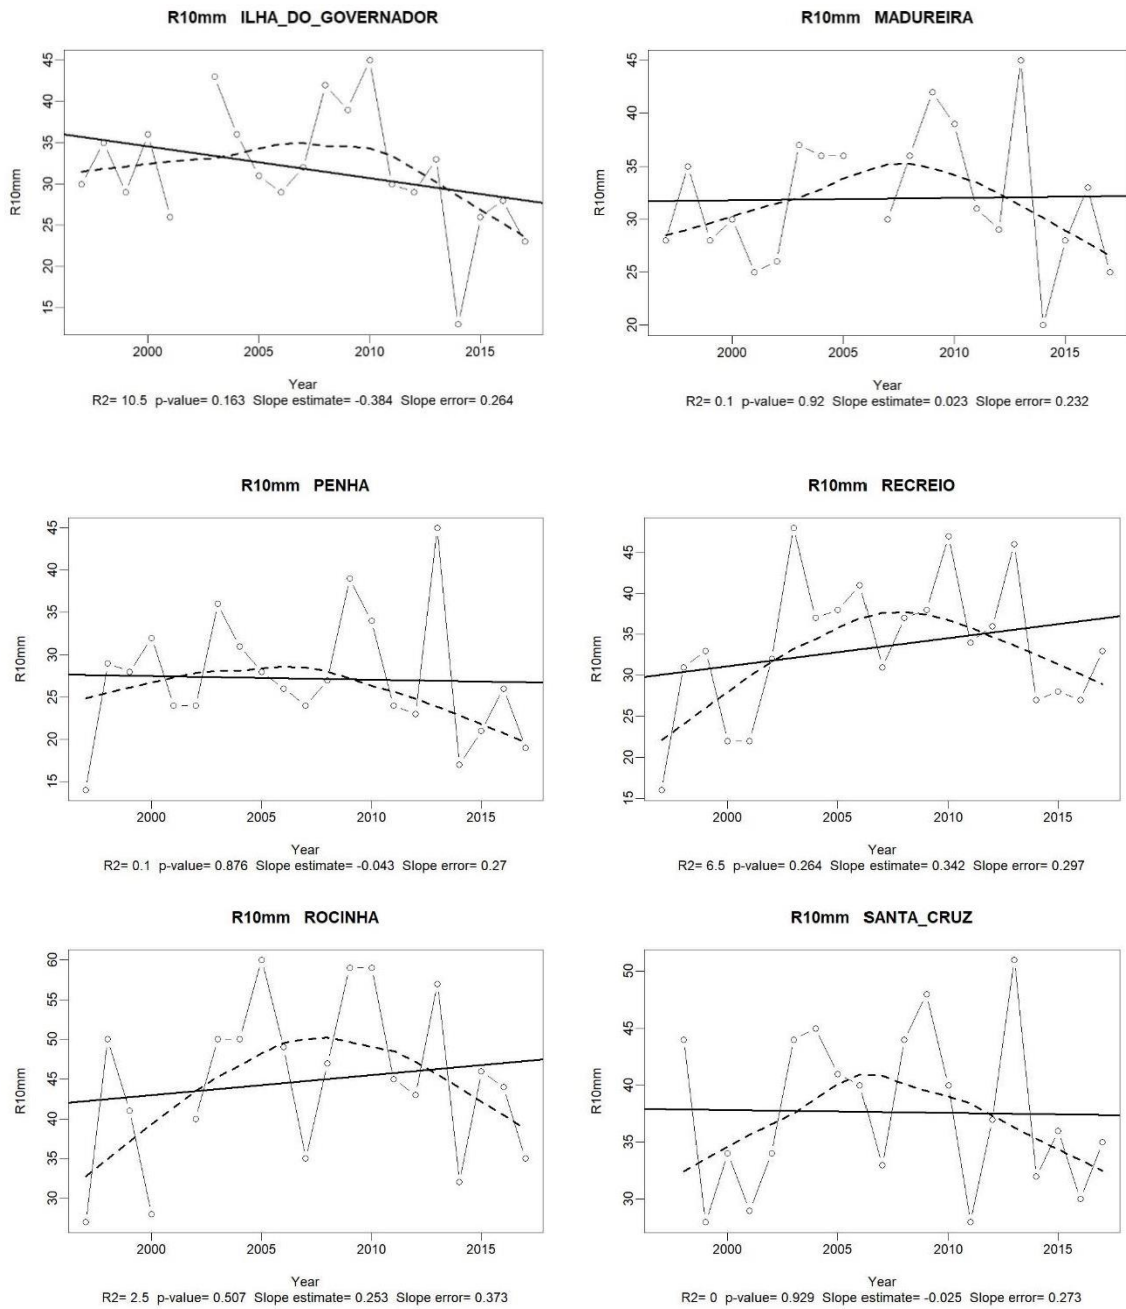 R10mm ILHA_DO_GOVERNADOR
R10mm
45
40
35
30
25
20
15
2000 2005 2010 2015
Year
R2= 10.5 p-value= 0.163 Slope estimate= -0.384 Slope error= 0.264
R10mm MADUREIRA
R10mm
45
40
35
30
25
20
2000 2005 2010 2015
Year
R2= 0.1 p-value= 0.92 Slope estimate= 0.023 Slope error= 0.232
R10mm PENHA
R10mm
45
40
35
30
25
20
15
2000 2005 2010 2015
Year
R2= 0.1 p-value= 0.876 Slope estimate= -0.043 Slope error= 0.27
R10mm RECREIO
R10mm
45
40
35
30
25
20
15
2000 2005 2010 2015
Year
R2= 6.5 p-value= 0.264 Slope estimate= 0.342 Slope error= 0.297
R10mm ROCINHA
R10mm
60
55
50
45
40
35
30
2000 2005 2010 2015
Year
R2= 2.5 p-value= 0.507 Slope estimate= 0.253 Slope error= 0.373
R10mm SANTA_CRUZ
R10mm
50
45
40
35
30
2000 2005 2010 2015
Year
R2= 0 p-value= 0.929 Slope estimate= -0.025 Slope error= 0.273